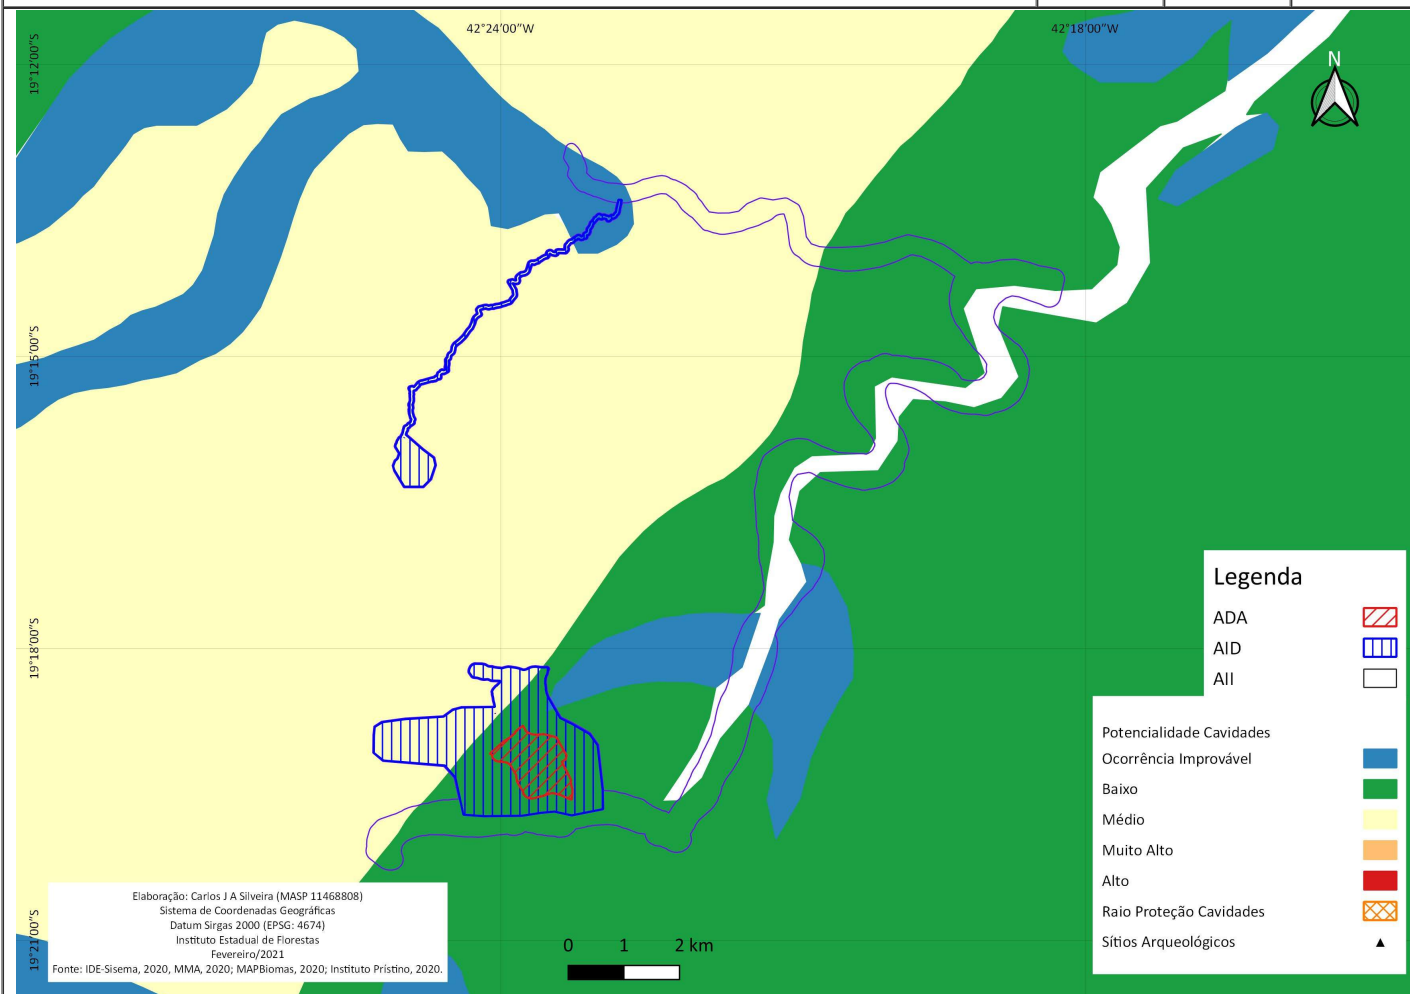 42°24'00"W
42°18'00"W
19°12'00"S
N
19°15'00"S
19°18'00"S
19°21'00"S
Legenda
ADA
AID
AII
Potencialidade Cavidades
Ocorrência Improvável
Baixo
Médio
Muito Alto
Alto
Raio Proteção Cavidades
Sítios Arqueológicos
Elaboração: Carlos J A Silveira (MASP 11468808)
Sistema de Coordenadas Geográficas
Datum Sirgas 2000 (EPSG: 4674)
Instituto Estadual de Florestas
Fevereiro/2021
Fonte: IDE-Sisema, 2020, MMA, 2020; MAPBiomas, 2020; Instituto Prístino, 2020.
0 1 2 km